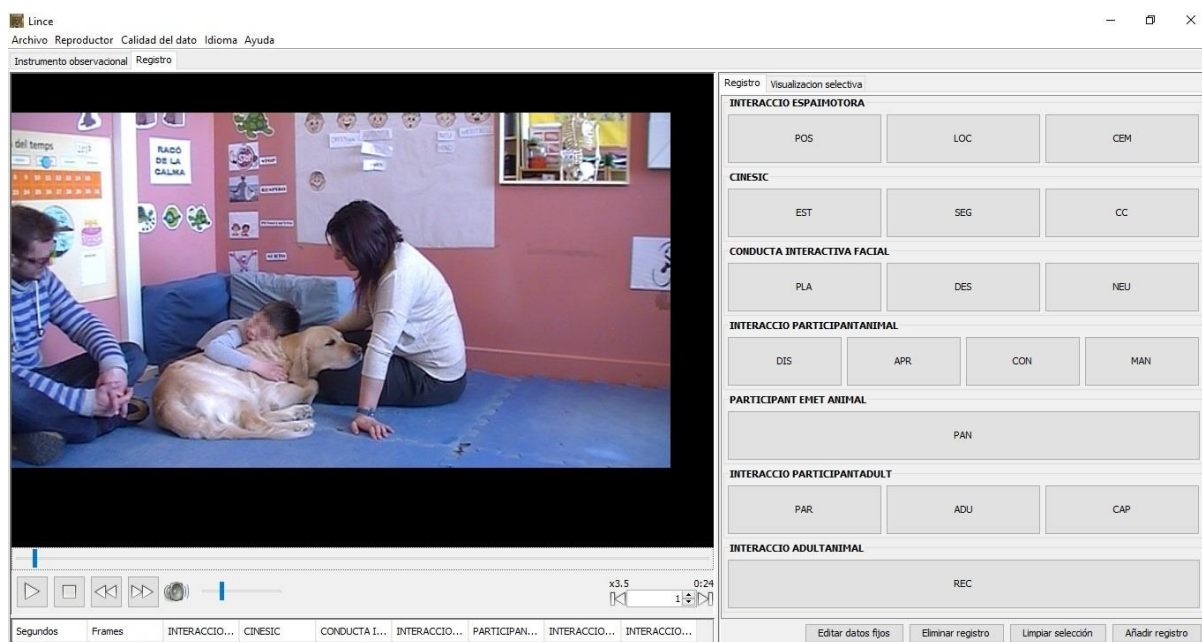 Lince
Archivo Reproductor Calidad del dato Idioma Ayuda
Instrumento observacional Registro
del temps
RACÓ
DE LA
CALMA
x3.5 0:24
1
Segundos Frames INTERACCIO... CINESIC CONDUCTA I... INTERACCIO... PARTICIPAN... INTERACCIO... INTERACCIO...
Registro Visualizacion selectiva
INTERACCIO ESPAIMOTORA
POS LOC CEM
CINESIC
EST SEG CC
CONDUCTA INTERACTIVA FACIAL
PLA DES NEU
INTERACCIO PARTICIPANTANIMAL
DIS APR CON MAN
PARTICIPANT EMET ANIMAL
PAN
INTERACCIO PARTICIPANTADULT
PAR ADU CAP
INTERACCIO ADULTANIMAL
REC
Editar datos fijos Eliminar registro Limpiar selección Añadir registro